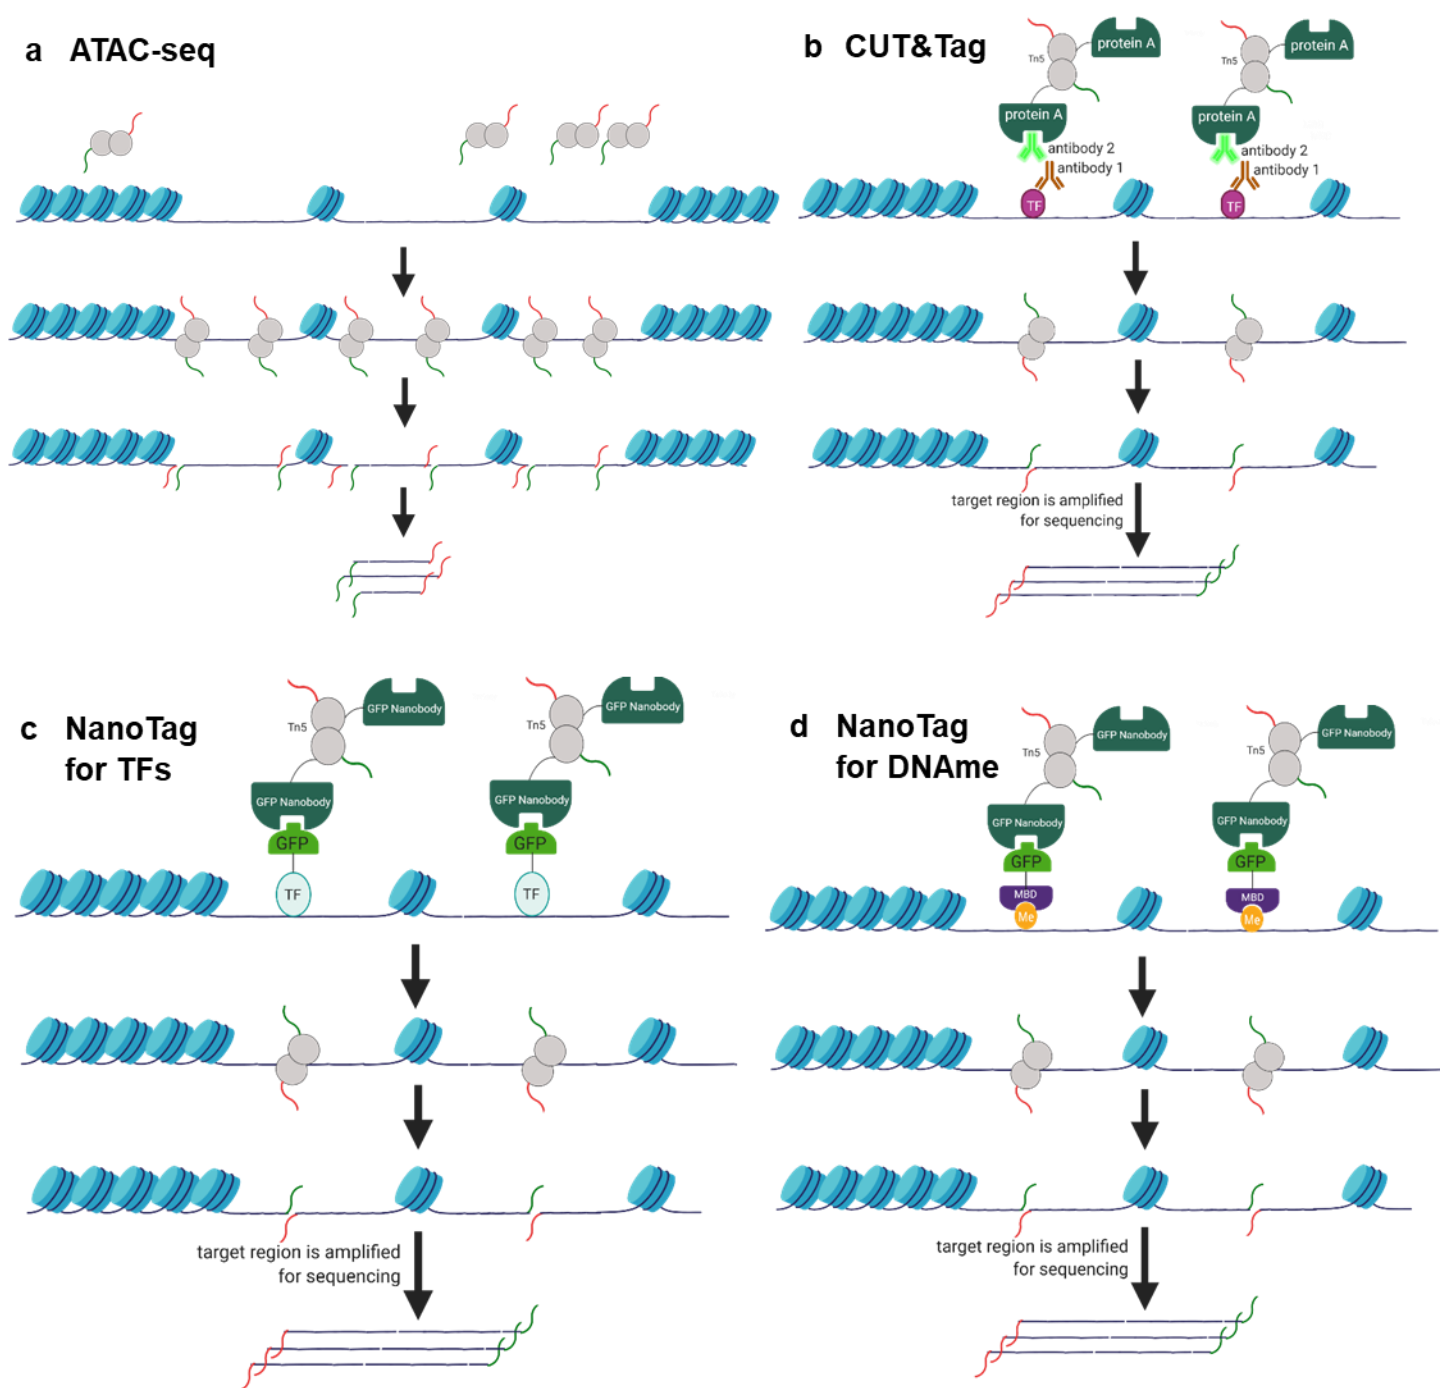 a ATAC-seq
b CUT&Tag
protein A
Tn5
protein A
antibody 2
antibody 1
TF
protein A
Tn5
protein A
antibody 2
antibody 1
TF
target region is amplified
for sequencing
c NanoTag
for TFs
GFP Nanobody
Tn5
GFP Nanobody
GFP
TF
GFP Nanobody
Tn5
GFP Nanobody
GFP
TF
target region is amplified
for sequencing
d NanoTag
for DNAme
GFP Nanobody
Tn5
GFP Nanobody
GFP
MBD
Me
GFP Nanobody
Tn5
GFP Nanobody
GFP
MBD
Me
target region is amplified
for sequencing